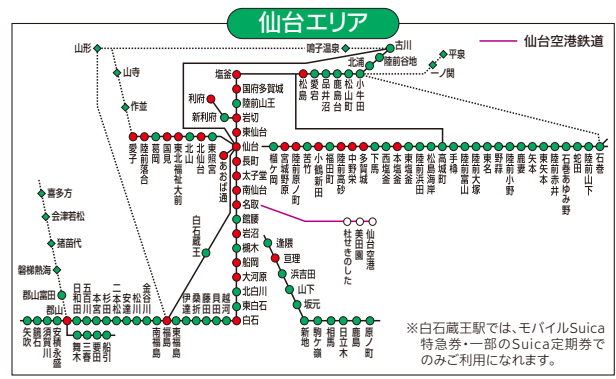 仙台エリア
仙台空港鉄道
山形
鳴子温泉
古川
北浦
陸前谷地
平泉
一ノ関
山寺
作並
塩釜
国府多賀城
陸前山王
岩切
東仙台
仙台
長町
太子堂
南仙台
名取
館腰
岩沼
槻木
船岡
大河原
北白川
東白石
白石
利府
新利府
松島
愛宕
品井沼
鹿島台
松山町
小牛田
愛子
陸前落合
葛岡
国見
東北福祉大前
北山
北仙台
東照宮
あおば通
榴ケ岡
宮城野原
陸前原ノ町
苦竹
小鶴新田
福田町
陸前高砂
中野栄
多賀城
下馬
西塩釜
本塩釜
東塩釜
陸前浜田
松島海岸
高城町
手樽
陸前富山
陸前大塚
東名
野蒜
陸前小野
鹿妻
矢本
東矢本
陸前赤井
石巻あゆみ野
蛇田
陸前山下
石巻
白石蔵王
杜せきのした
美田園
仙台空港
逢隈
亘理
浜吉田
山下
坂元
新地
駒ケ嶺
相馬
日立木
鹿島
原ノ町
喜多方
会津若松
猪苗代
磐梯熱海
郡山富田
郡山
矢吹
鏡石
須賀川
安積永盛
日和田
五百川
本宮
杉田
二本松
安達
松川
金谷川
南福島
福島
東福島
伊達
桑折
藤田
貝田
越河
舞木
三春
要田
船引
※白石蔵王駅では、モバイルSuica
特急券・一部のSuica定期券で
のみご利用になれます。